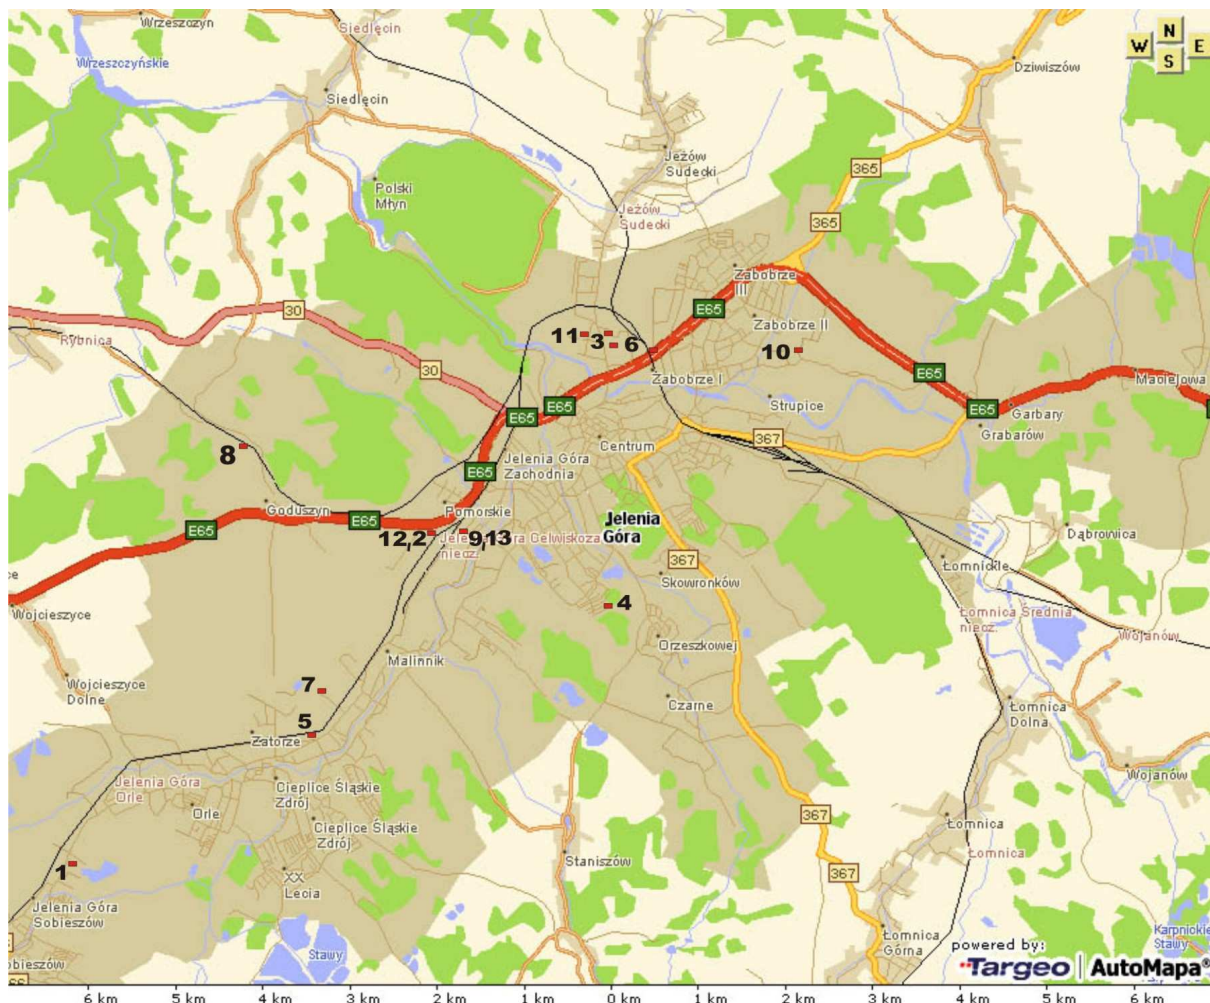 Wrzeszczyn
Siedlęcin
N
W
E
S
Wrzeszczyńskie
Dziwiszów
Siedlęcin
Jeżów
Sudecki
365
Polski
Młyn
Jeżów
Sudecki
365
Zabobrze
III
30
E65
Zabobrze II
Rybnica
11
3
6
10
30
Zabobrze I
E65
Maciejowa
E65
Strupice
E65
Garbary
E65
Grabarów
Centrum
367
8
Jelenia Góra
Zachodnia
E65
Goduszyn
Pomorskie
E65
E65
Jelenia
Góra
12,2
9,13
Dąbrowica
367
Łomnickie
Skowronków
Wojcieszyce
4
Łomnica Średnia
niecz.
Wojanów
Orzeszkowej
Malinnik
Wojcieszyce
Dolne
7
Czarne
Łomnica
Dolna
5
Zatorze
Jelenia Góra
Orle
Cieplice Śląskie
Zdrój
Wojanów
Orle
367
Cieplice Śląskie
Zdrój
Łomnica
Staniszów
Łomnica
1
367
Lecia
Jelenia Góra
Sobieszów
Łomnica
Górna
Karpnickie
Stawy
Stawy
powered by:
Targeo | AutoMapa®
6 km 5 km 4 km 3 km 2 km 1 km 0 km 1 km 2 km 3 km 4 km 5 km 6 km